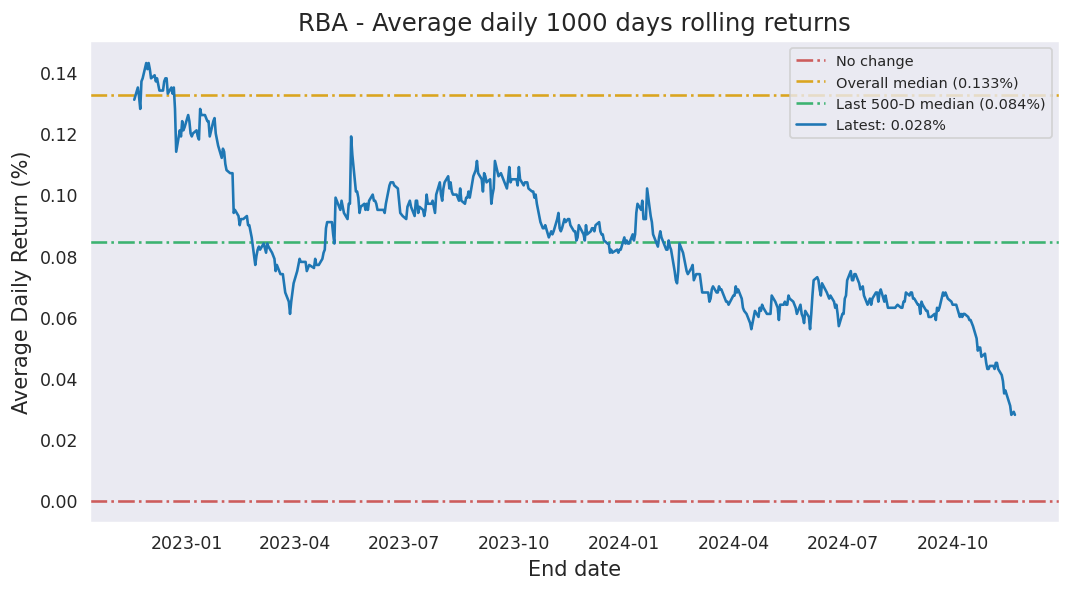 RBA - Average daily 1000 days rolling returns
No change
Overall median (0.133%)
Last 500-D median (0.084%)
Latest: 0.028%
Average Daily Return (%)
0.14
0.12
0.10
0.08
0.06
0.04
0.02
0.00
2023-01 2023-04 2023-07 2023-10 2024-01 2024-04 2024-07 2024-10
End date